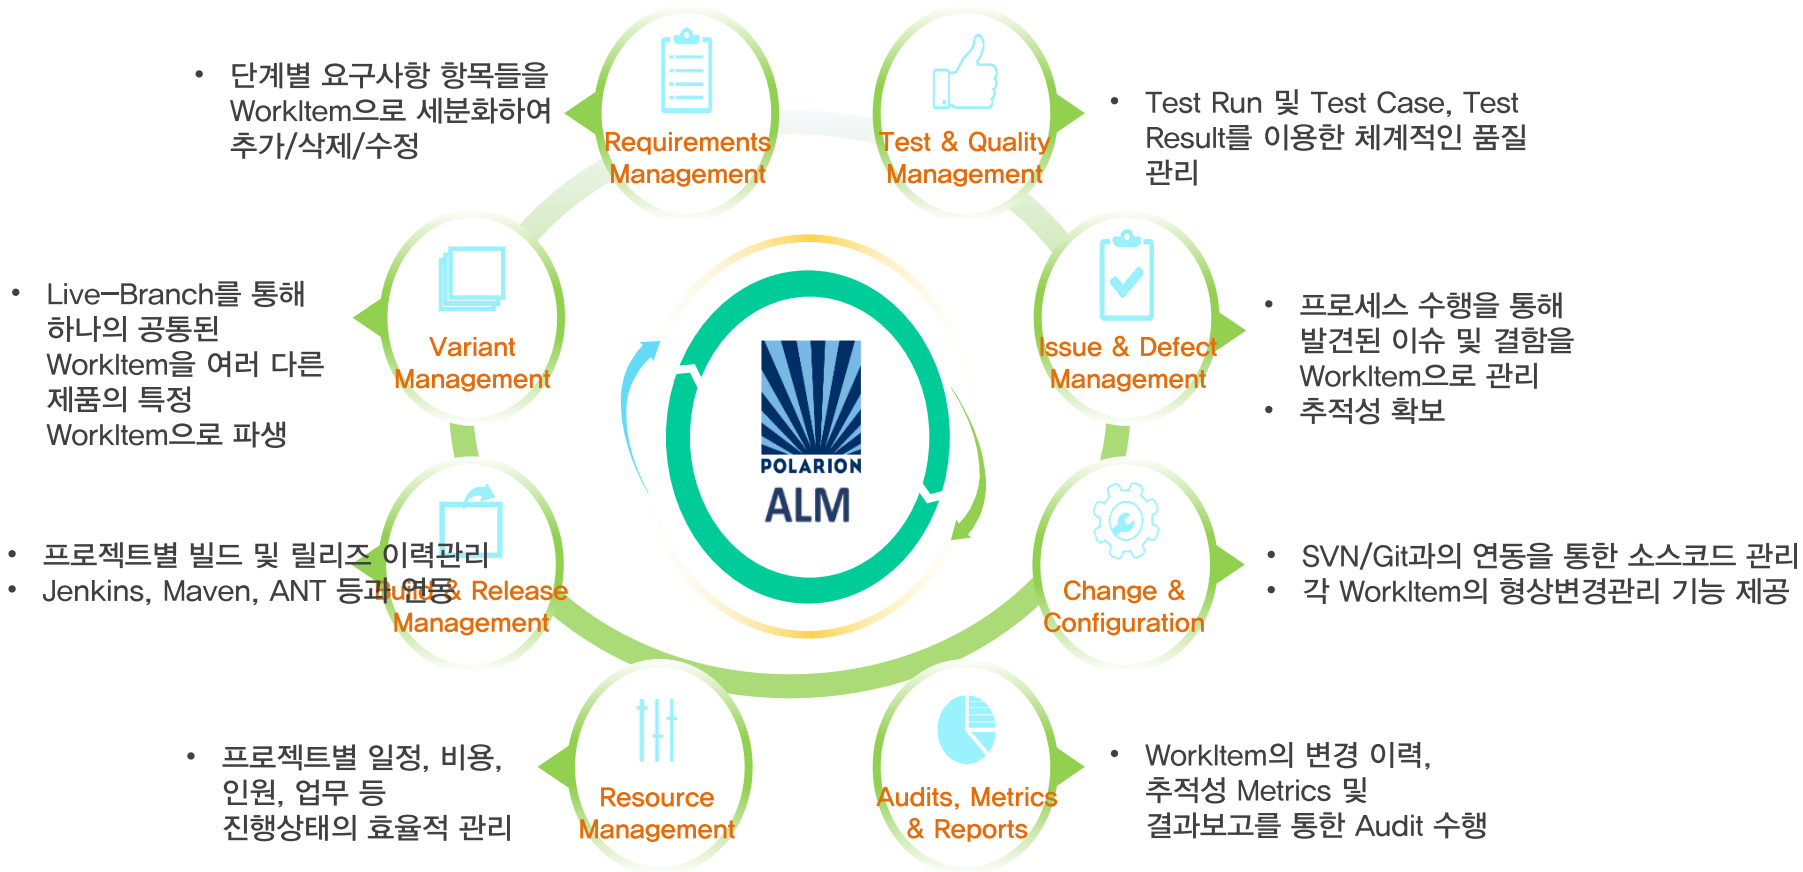 • 단계별 요구사항 항목들을
WorkItem으로 세분화하여
추가/삭제/수정
Requirements
Management
Test & Quality
Management
• Test Run 및 Test Case, Test
Result를 이용한 체계적인 품질
관리
• Live-Branch를 통해
하나의 공통된
WorkItem을 여러 다른
제품의 특정
WorkItem으로 파생
Variant
Management
POLARION
ALM
Issue & Defect
Management
• 프로세스 수행을 통해
발견된 이슈 및 결함을
WorkItem으로 관리
• 추적성 확보
• 프로젝트별 빌드 및 릴리즈 이력관리
• Jenkins, Maven, ANT 등과 연동
Build & Release
Management
Change &
Configuration
• SVN/Git과의 연동을 통한 소스코드 관리
• 각 WorkItem의 형상변경관리 기능 제공
• 프로젝트별 일정, 비용,
인원, 업무 등
진행상태의 효율적 관리
Resource
Management
Audits, Metrics
& Reports
• WorkItem의 변경 이력,
추적성 Metrics 및
결과보고를 통한 Audit 수행